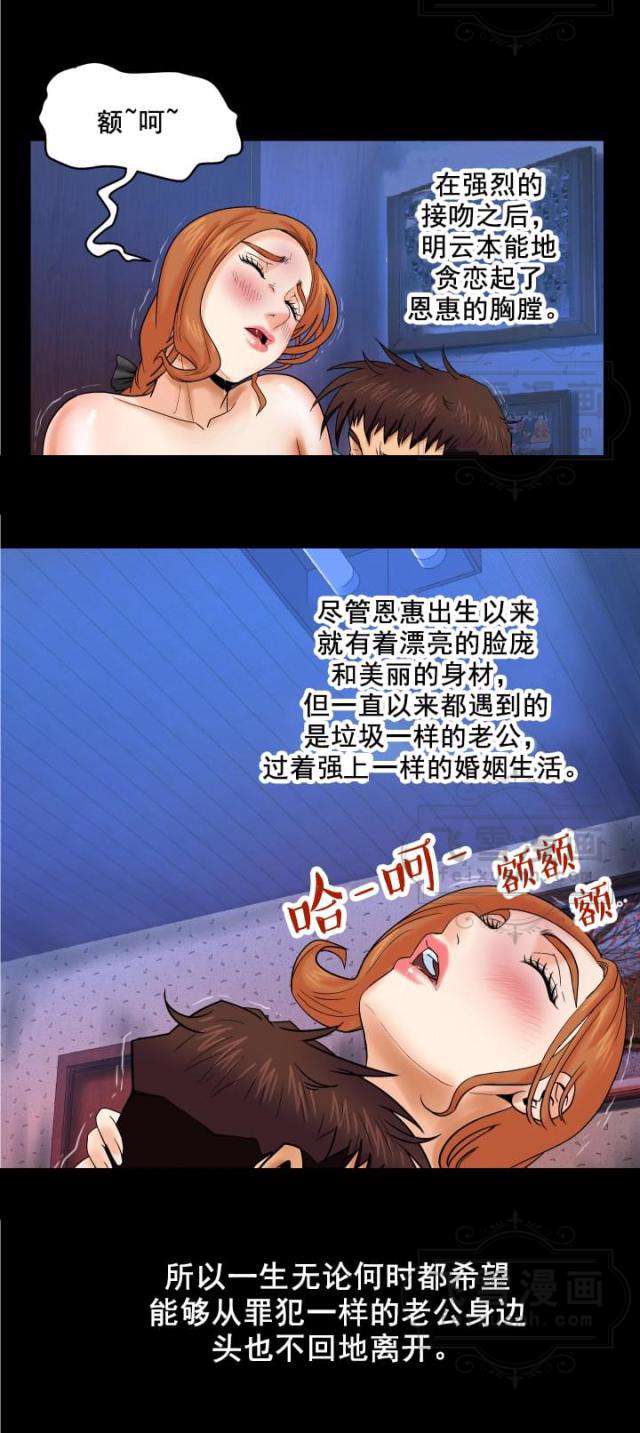 额~呵~
在强烈的
接吻之后，
明云本能地
贪恋起了
恩惠的胸膛。
尽管恩惠出生以来
就有着漂亮的脸庞
和美丽的身材，
但一直以来都遇到的
是垃圾一样的老公，
过着强上一样的婚姻生活。
哈-呵-
额额
额…
所以一生无论何时都希望
能够从罪犯一样的老公身边
头也不回地离开。